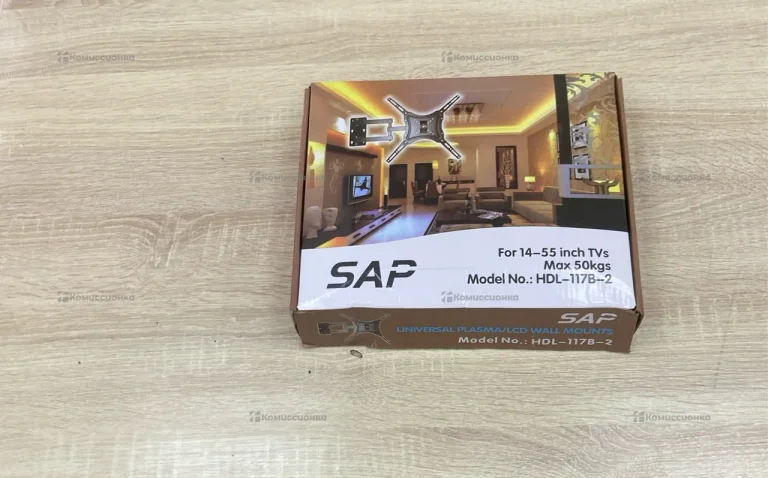 For 14-55 inch TVs
Max 50kgs
Model No.: HDL-117B-2
SAP
SAP
UNIVERSAL PLASMA/LCD WALL MOUNTS
Model No.: HDL-117B-2
Комиссионка
Комиссионка
Комиссионка
Комиссионка
Комиссионка
Комиссионка